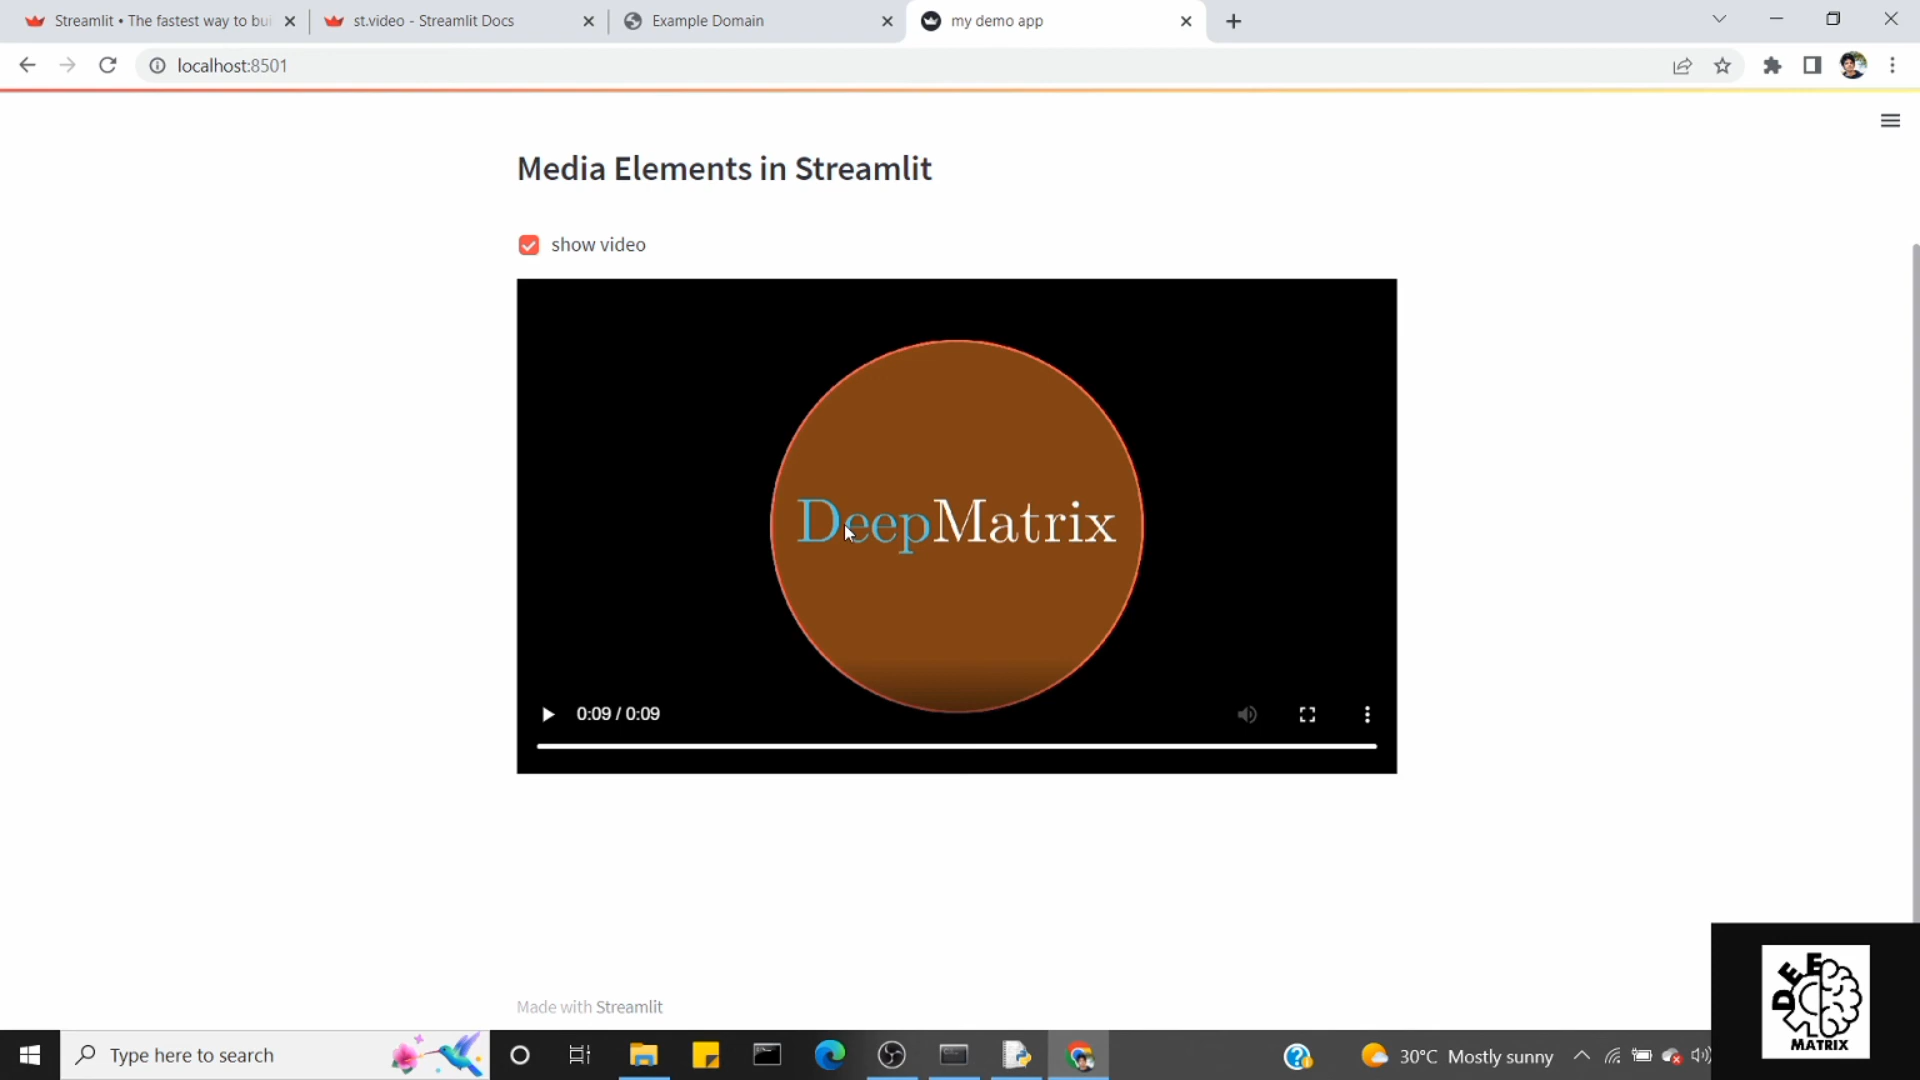 Streamlit • The fastest way to bui
st.video - Streamlit Docs
Example Domain
my demo app
localhost:8501
Media Elements in Streamlit
show video
DeepMatrix
0:09 / 0:09
Made with Streamlit
Type here to search
30°C Mostly sunny
DEEP
MATRIX